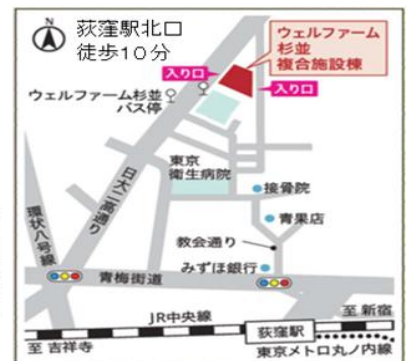 N
荻窪駅北口
徒歩10分
ウェルファーム
杉並
複合施設棟
入り口
入り口
ウェルファーム杉並
バス停
日大二高通り
東京
衛生病院
接骨院
青果店
環状八号線
教会通り
みずほ銀行
青梅街道
JR中央線
至 新宿
荻窪駅
至 吉祥寺
東京メトロ丸ノ内線